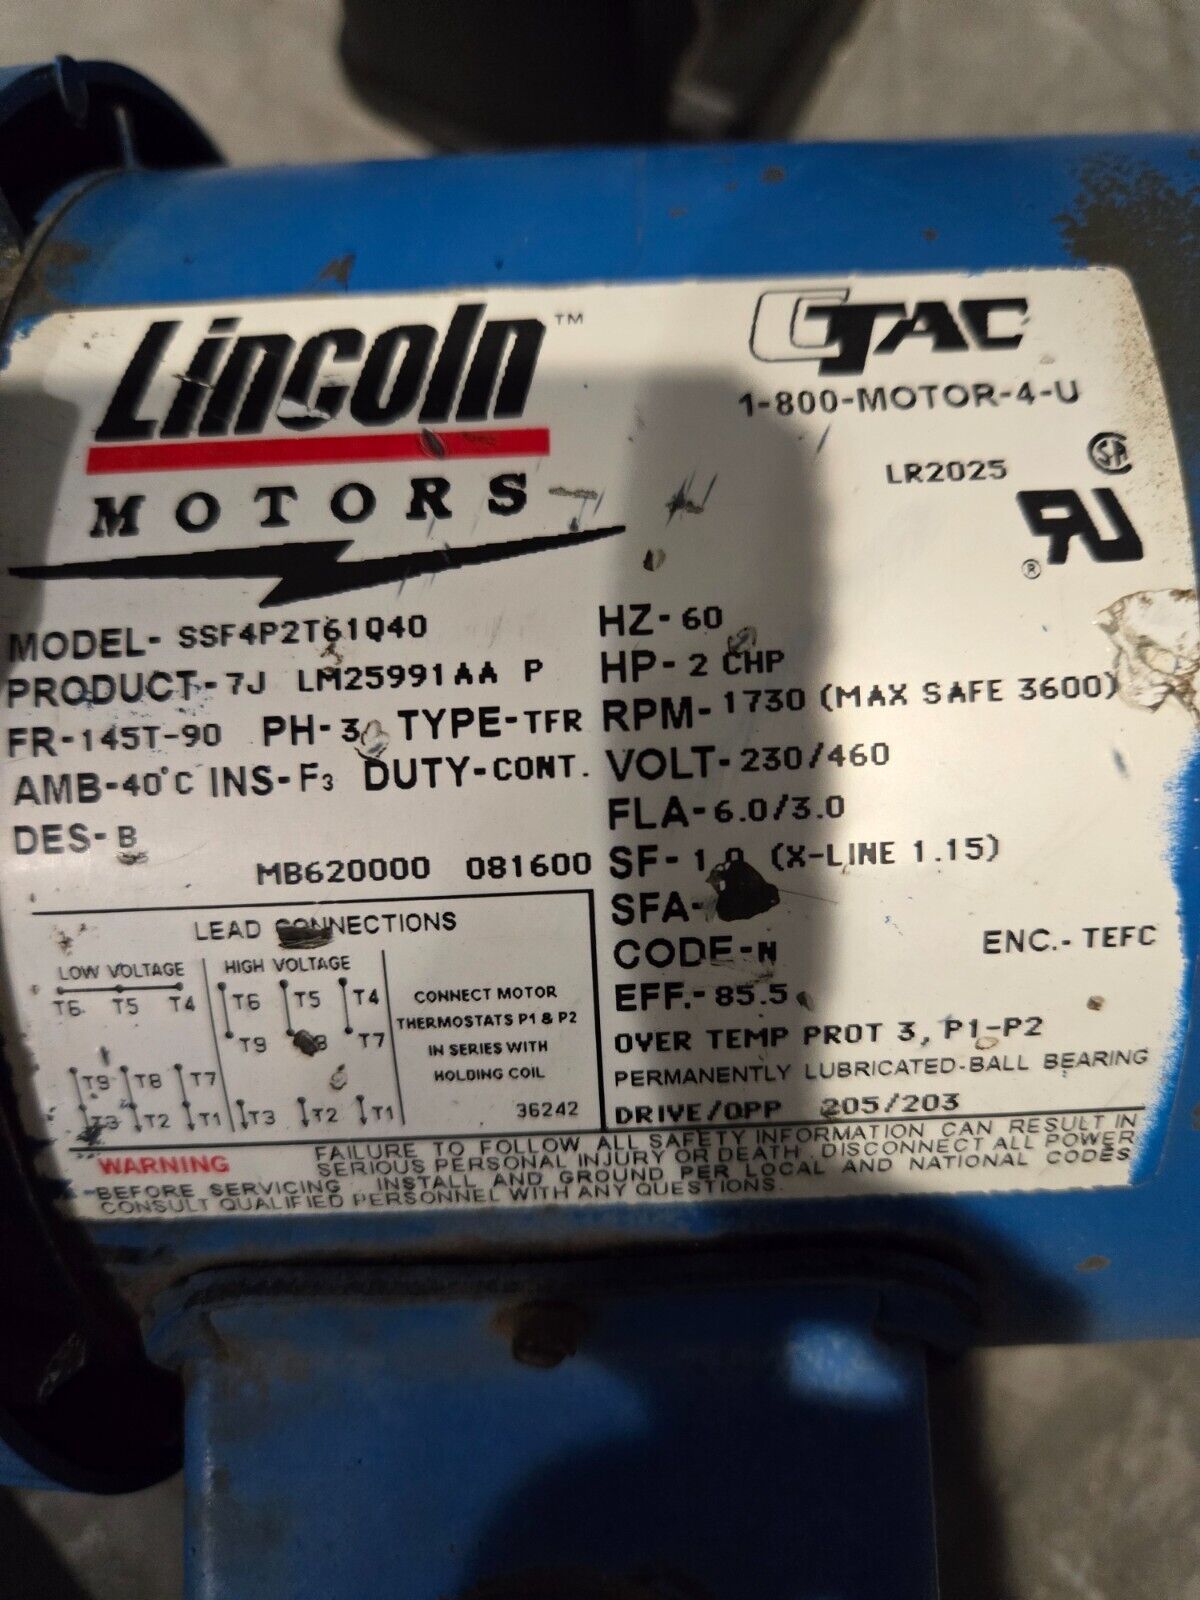 Lincoln™
MOTORS
CTAC
1-800-MOTOR-4-U
LR2025
MODEL- SSF4P2T61Q40
PRODUCT-7J LM25991AA P
FR-145T-90 PH-3 TYPE-TFR
AMB-40°C INS-F3 DUTY-CONT.
DES-B
MB620000 081600
HZ-60
HP-2 CHP
RPM-1730 (MAX SAFE 3600)
VOLT-230/460
FLA-6.0/3.0
SF-1.0 (X-LINE 1.15)
SFA-
CODE-N
ENC.-TEFC
EFF.-85.5
OVER TEMP PROT 3, P1-P2
PERMANENTLY LUBRICATED-BALL BEARING
DRIVE/OPP 205/203
LEAD CONNECTIONS
LOW VOLTAGE
T6 T5 T4
T9 T8 T7
T3 T2 T1
HIGH VOLTAGE
T6 T5 T4
T9 T8 T7
T3 T2 T1
CONNECT MOTOR
THERMOSTATS P1 & P2
IN SERIES WITH
HOLDING COIL
36242
WARNING
FAILURE TO FOLLOW ALL SAFETY INFORMATION CAN RESULT IN
SERIOUS PERSONAL INJURY OR DEATH. DISCONNECT ALL POWER
-BEFORE SERVICING. INSTALL AND GROUND PER LOCAL AND NATIONAL CODES.
CONSULT QUALIFIED PERSONNEL WITH ANY QUESTIONS.